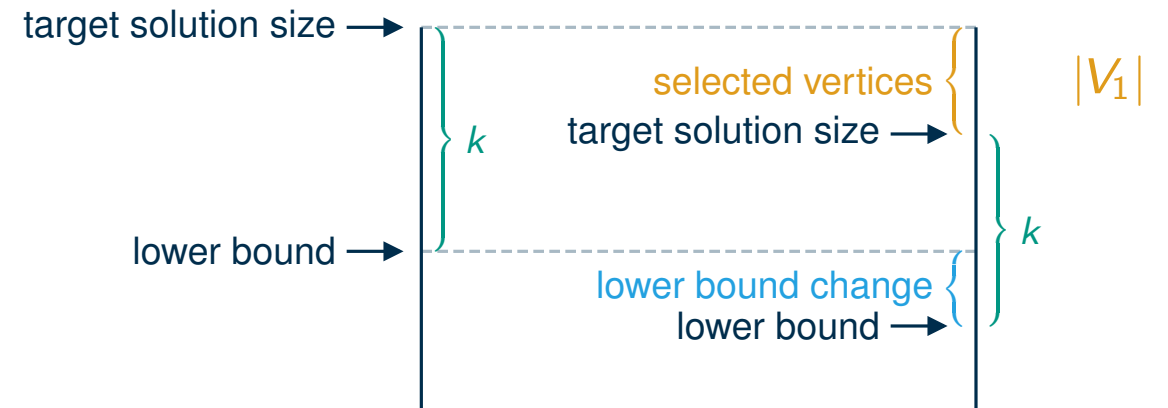 target solution size
selected vertices
|V₁|
target solution size
k
k
lower bound
lower bound change
lower bound